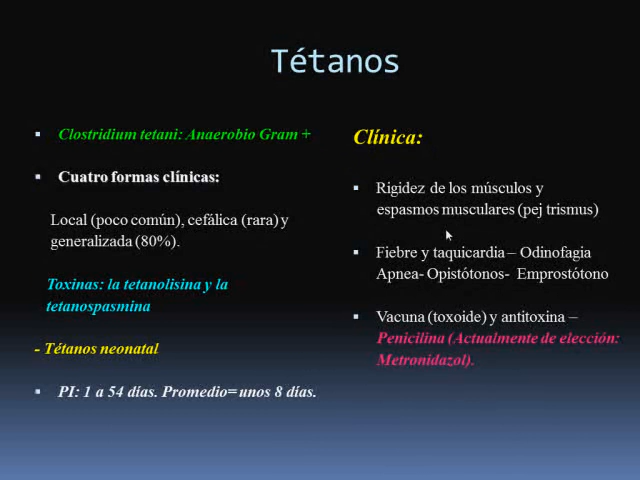 Tétanos
Clostridium tetani: Anaerobio Gram +
Cuatro formas clínicas:
Local (poco común), cefálica (rara) y
generalizada (80%).
Toxinas: la tetanolisina y la
tetanospasmina
- Tétanos neonatal
PI: 1 a 54 días. Promedio= unos 8 días.
Clínica:
Rigidez de los músculos y
espasmos musculares (pej trismus)
Fiebre y taquicardia – Odinofagia
Apnea- Opistótonos- Emprostótono
Vacuna (toxoide) y antitoxina –
Penicilina (Actualmente de elección:
Metronidazol).